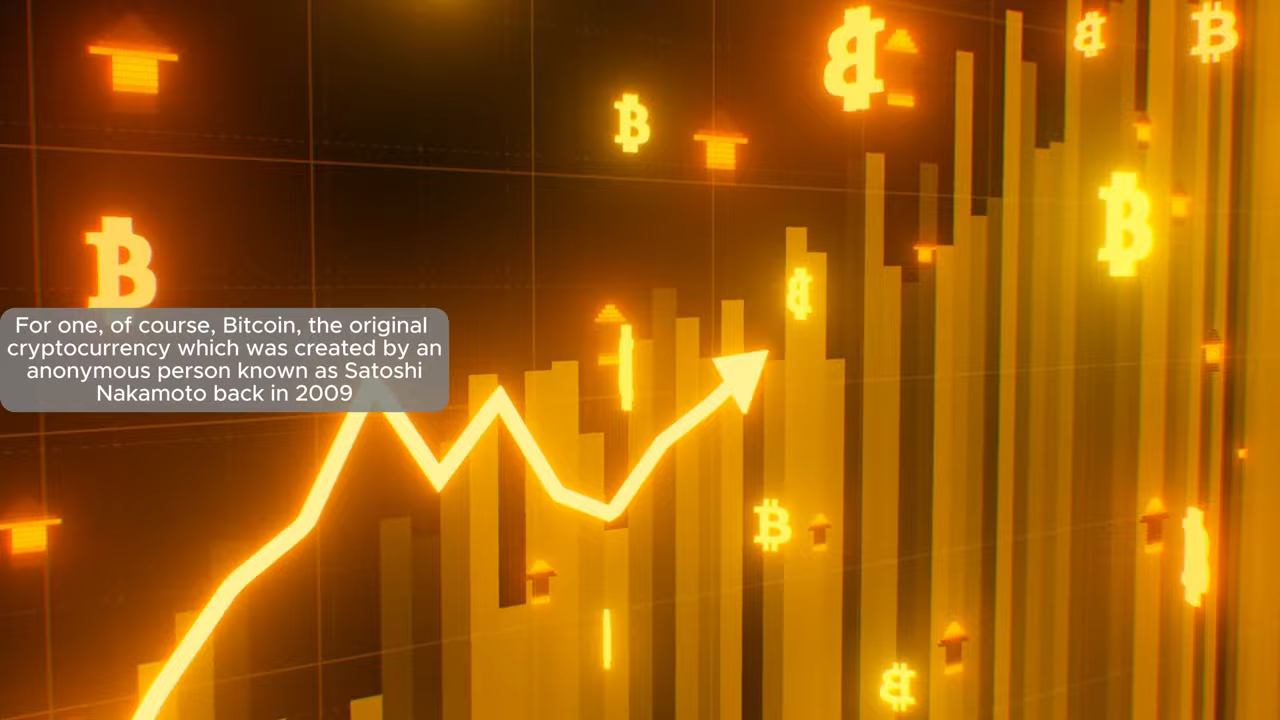 For one, of course, Bitcoin, the original
cryptocurrency which was created by an
anonymous person known as Satoshi
Nakamoto back in 2009